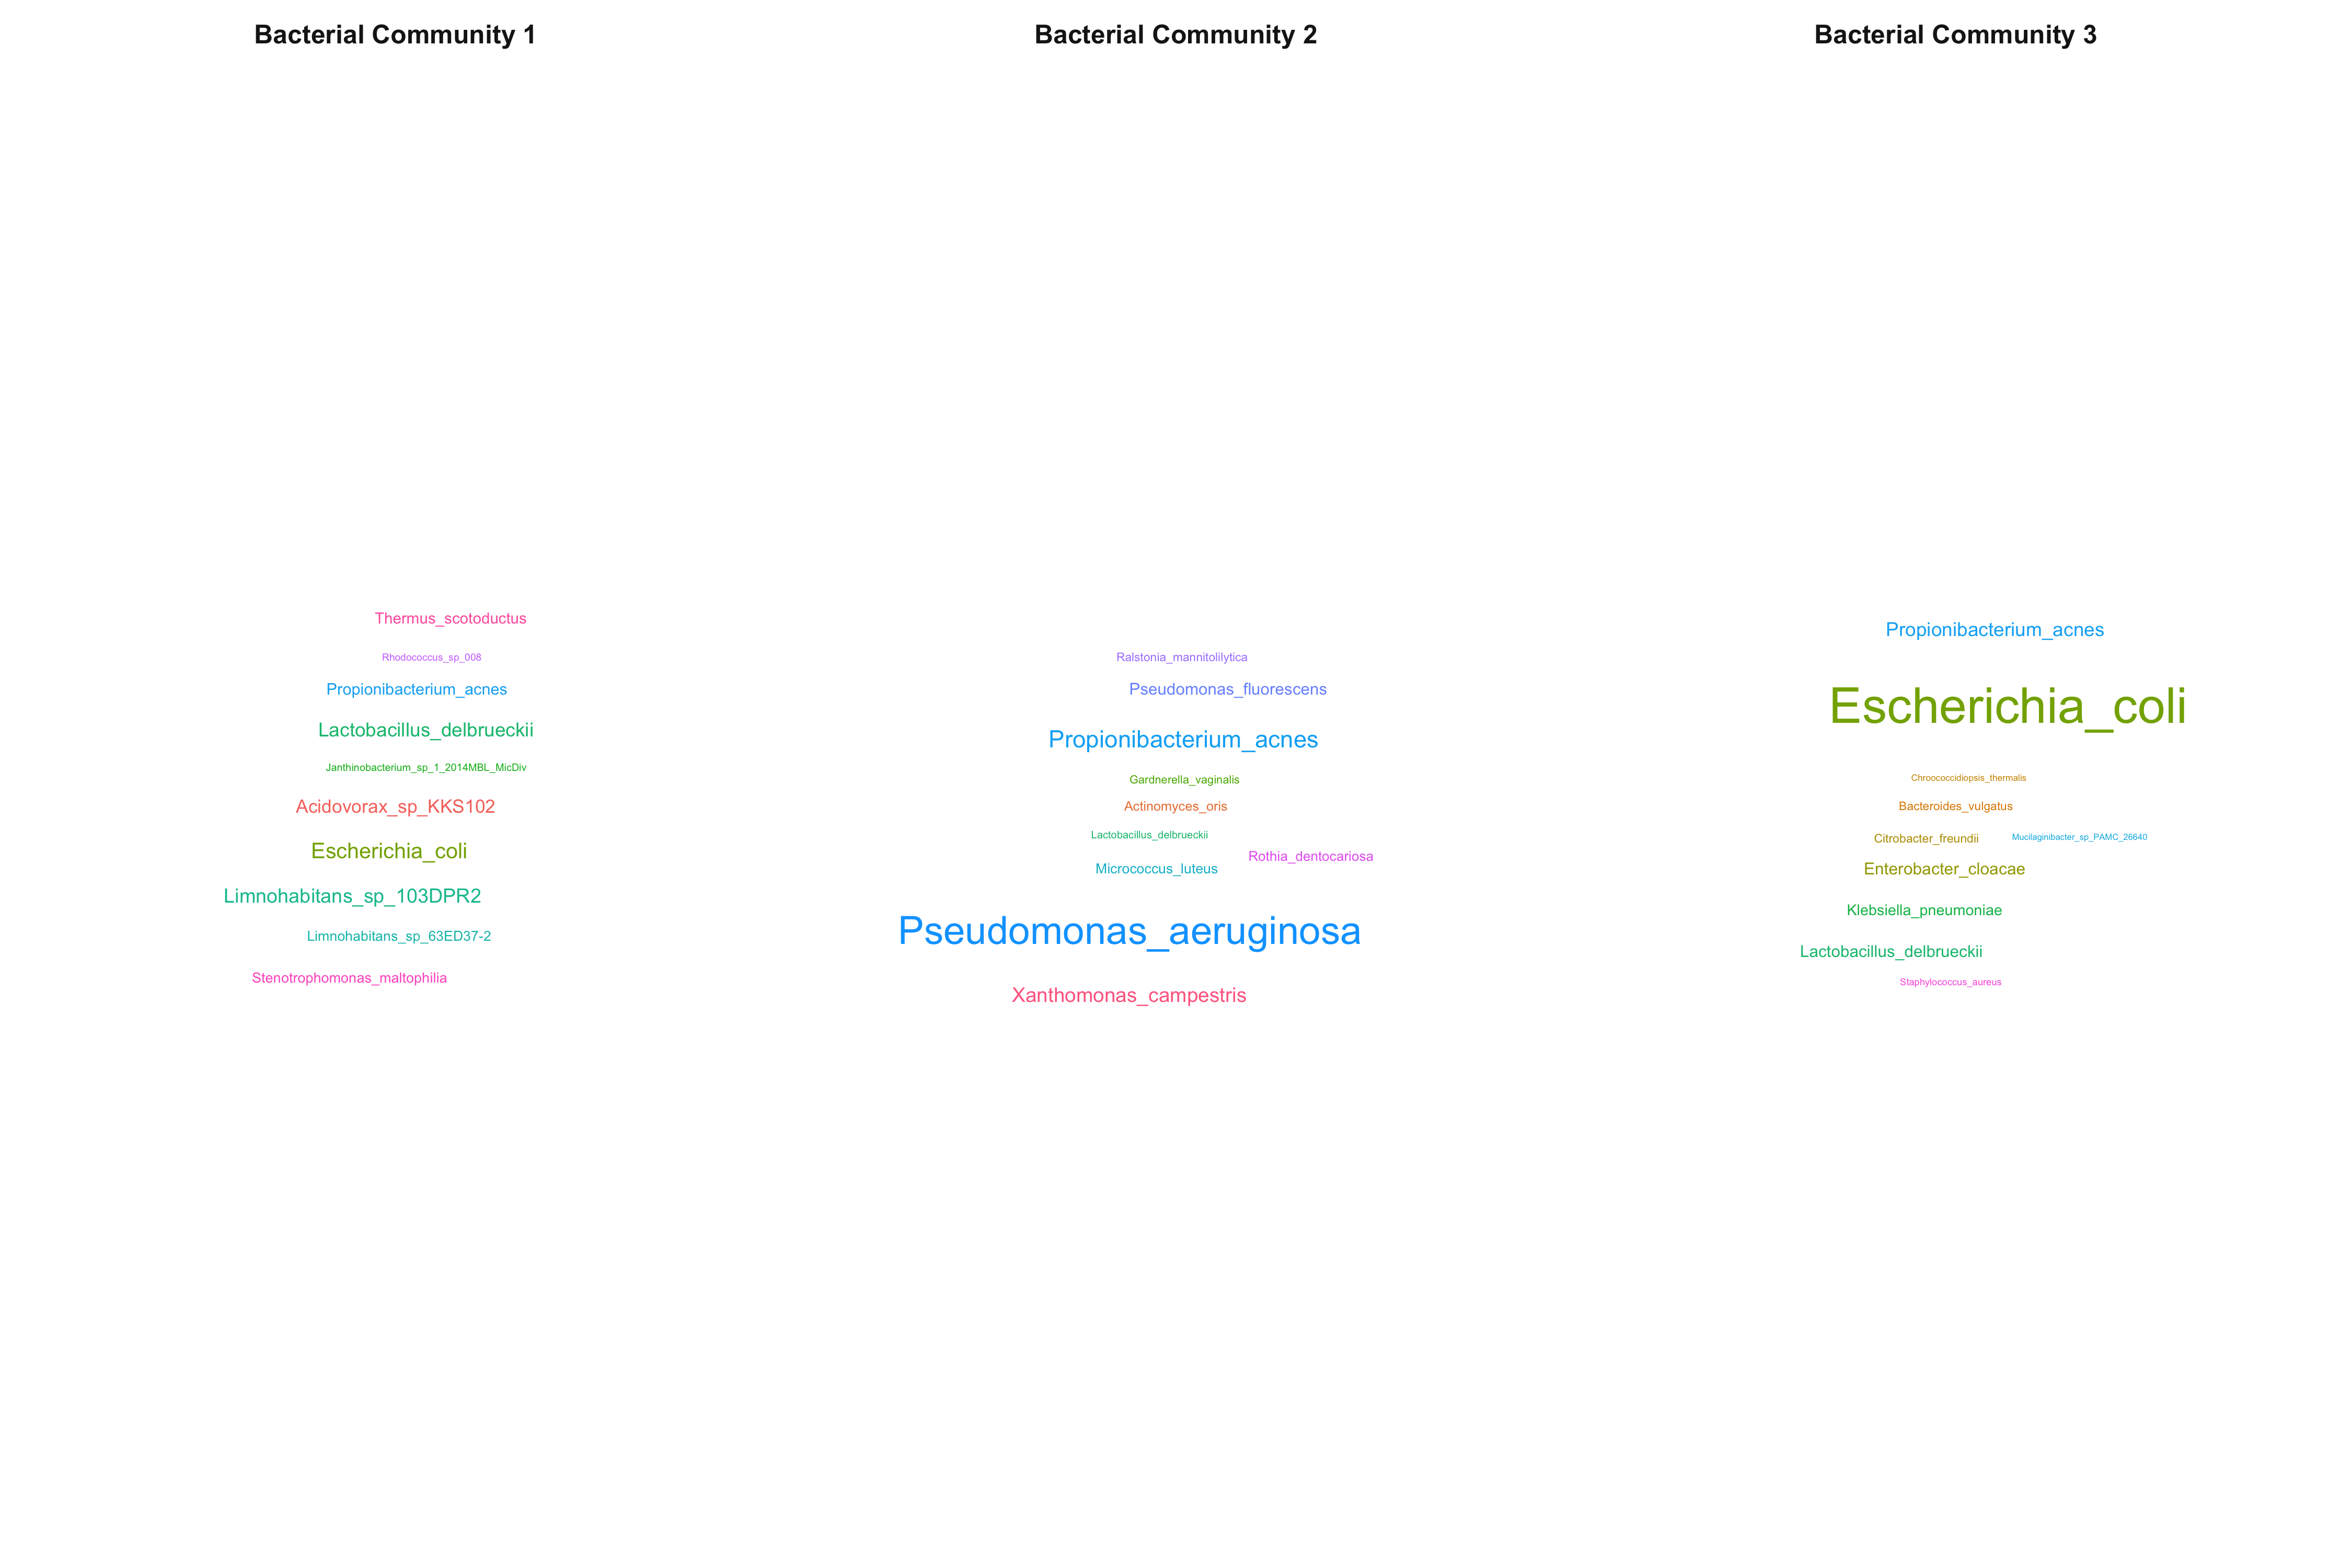 Bacterial Community 1
Thermus_scotoductus
Rhodococcus_sp_008
Propionibacterium_acnes
Lactobacillus_delbrueckii
Janthinobacterium_sp_1_2014MBL_MicDiv
Acidovorax_sp_KKS102
Escherichia_coli
Limnohabitans_sp_103DPR2
Limnohabitans_sp_63ED37-2
Stenotrophomonas_maltophilia
Bacterial Community 2
Ralstonia_mannitolilytica
Pseudomonas_fluorescens
Propionibacterium_acnes
Gardnerella_vaginalis
Actinomyces_oris
Lactobacillus_delbrueckii
Rothia_dentocariosa
Micrococcus_luteus
Pseudomonas_aeruginosa
Xanthomonas_campestris
Bacterial Community 3
Propionibacterium_acnes
Escherichia_coli
Chroococcidiopsis_thermalis
Bacteroides_vulgatus
Citrobacter_freundii
Mucilaginibacter_sp_PAMC_26640
Enterobacter_cloacae
Klebsiella_pneumoniae
Lactobacillus_delbrueckii
Staphylococcus_aureus